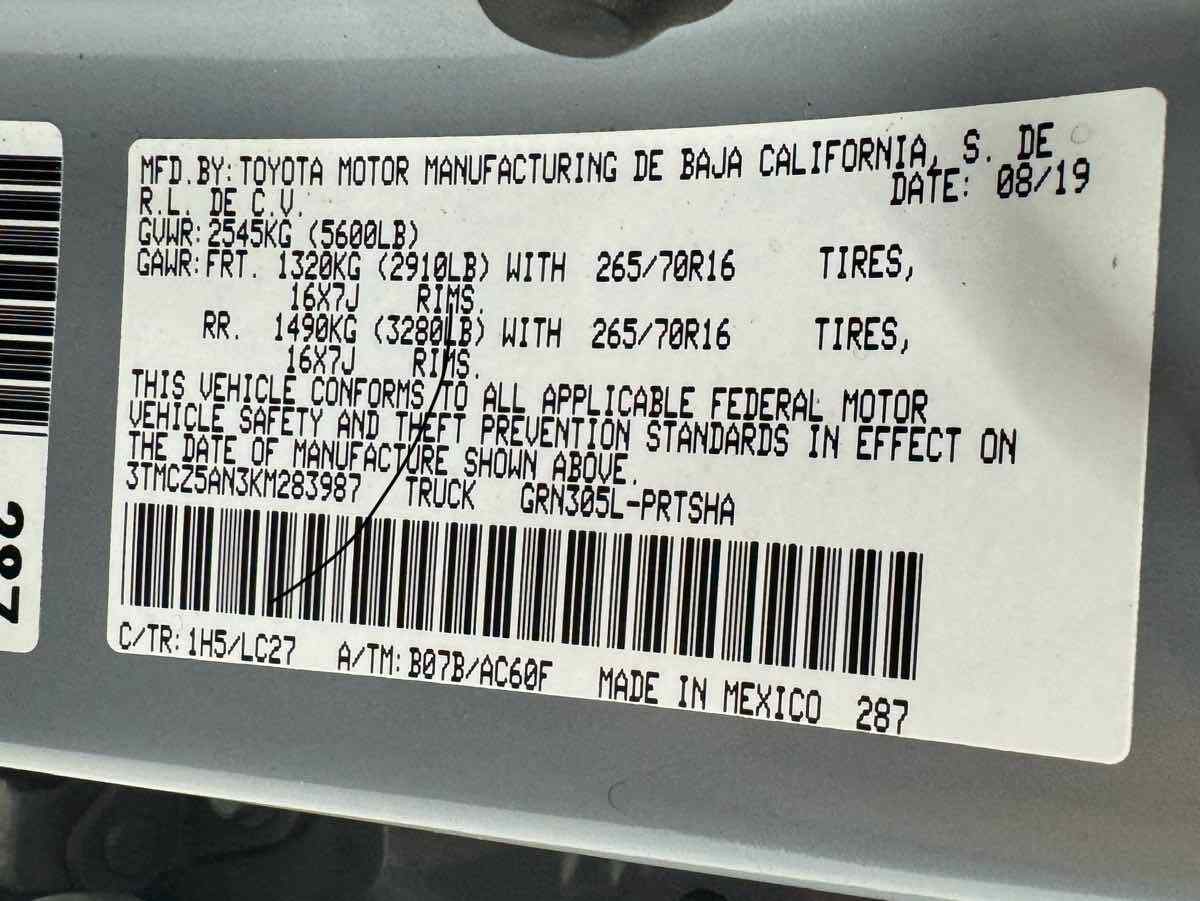 MFD.BY: TOYOTA MOTOR MANUFACTURING DE BAJA CALIFORNIA, S. DE
R.L. DE C.V. DATE: 08/19
GVWR: 2545KG (5600LB)
GAWR: FRT. 1320KG (2910LB) WITH 265/70R16 TIRES,
16X7J RIMS.
RR. 1490KG (3280LB) WITH 265/70R16 TIRES,
16X7J RIMS.
THIS VEHICLE CONFORMS TO ALL APPLICABLE FEDERAL MOTOR
VEHICLE SAFETY AND THEFT PREVENTION STANDARDS IN EFFECT ON
THE DATE OF MANUFACTURE SHOWN ABOVE.
3TMCZ5AN3KM283987 TRUCK GRN305L-PRTSHA
C/TR: 1H5/LC27 A/TM: B07B/AC60F MADE IN MEXICO 287
287